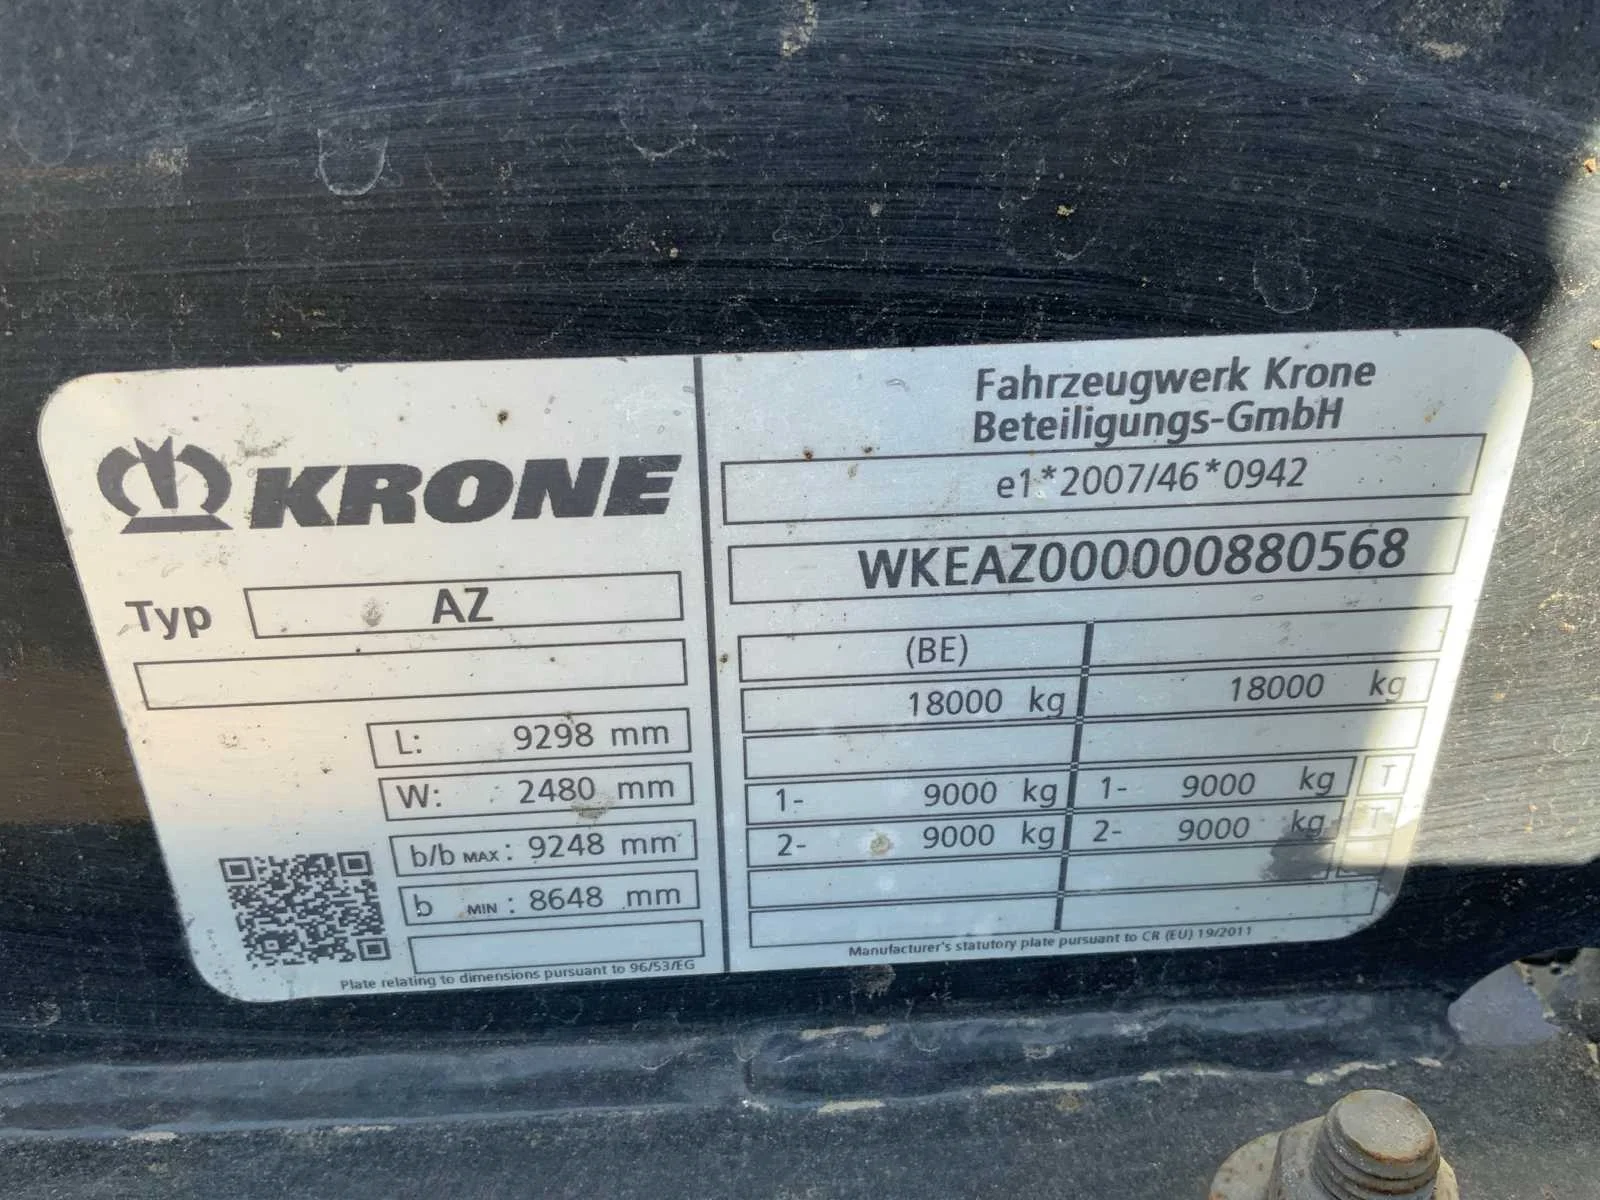 KRONE
Typ AZ
L: 9298 mm
W: 2480 mm
b/b MAX : 9248 mm
b MIN : 8648 mm
Plate relating to dimensions pursuant to 96/53/EG
Fahrzeugwerk Krone
Beteiligungs-GmbH
e1*2007/46*0942
WKEAZ000000880568
(BE)
18000 kg 18000 kg
1- 9000 kg 1- 9000 kg T
2- 9000 kg 2- 9000 kg T
Manufacturer's statutory plate pursuant to CR (EU) 19/2011